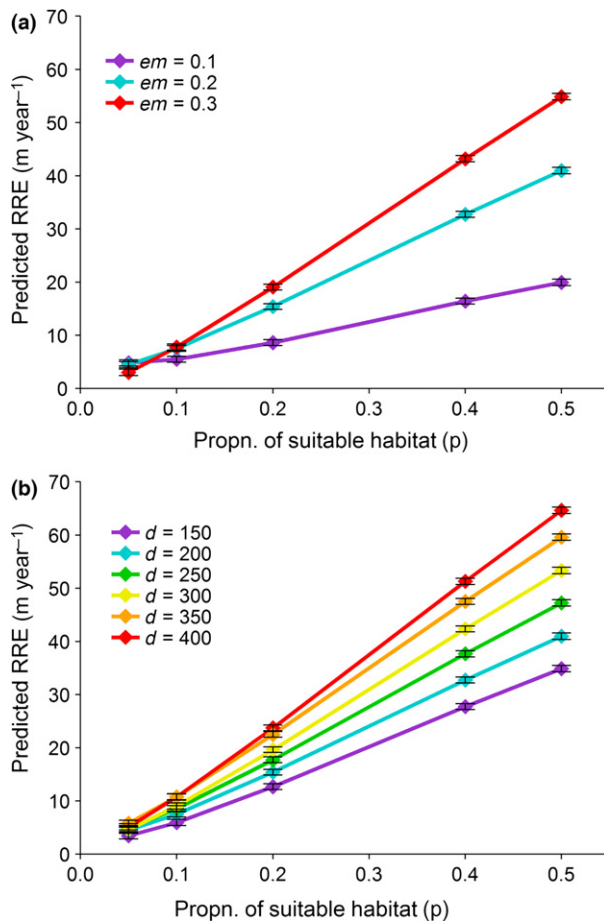 (a)
70
60
50
40
30
20
10
0
Predicted RRE (m year⁻¹)
em = 0.1
em = 0.2
em = 0.3
0.0 0.1 0.2 0.3 0.4 0.5
Propn. of suitable habitat (p)
(b)
70
60
50
40
30
20
10
0
Predicted RRE (m year⁻¹)
d = 150
d = 200
d = 250
d = 300
d = 350
d = 400
0.0 0.1 0.2 0.3 0.4 0.5
Propn. of suitable habitat (p)